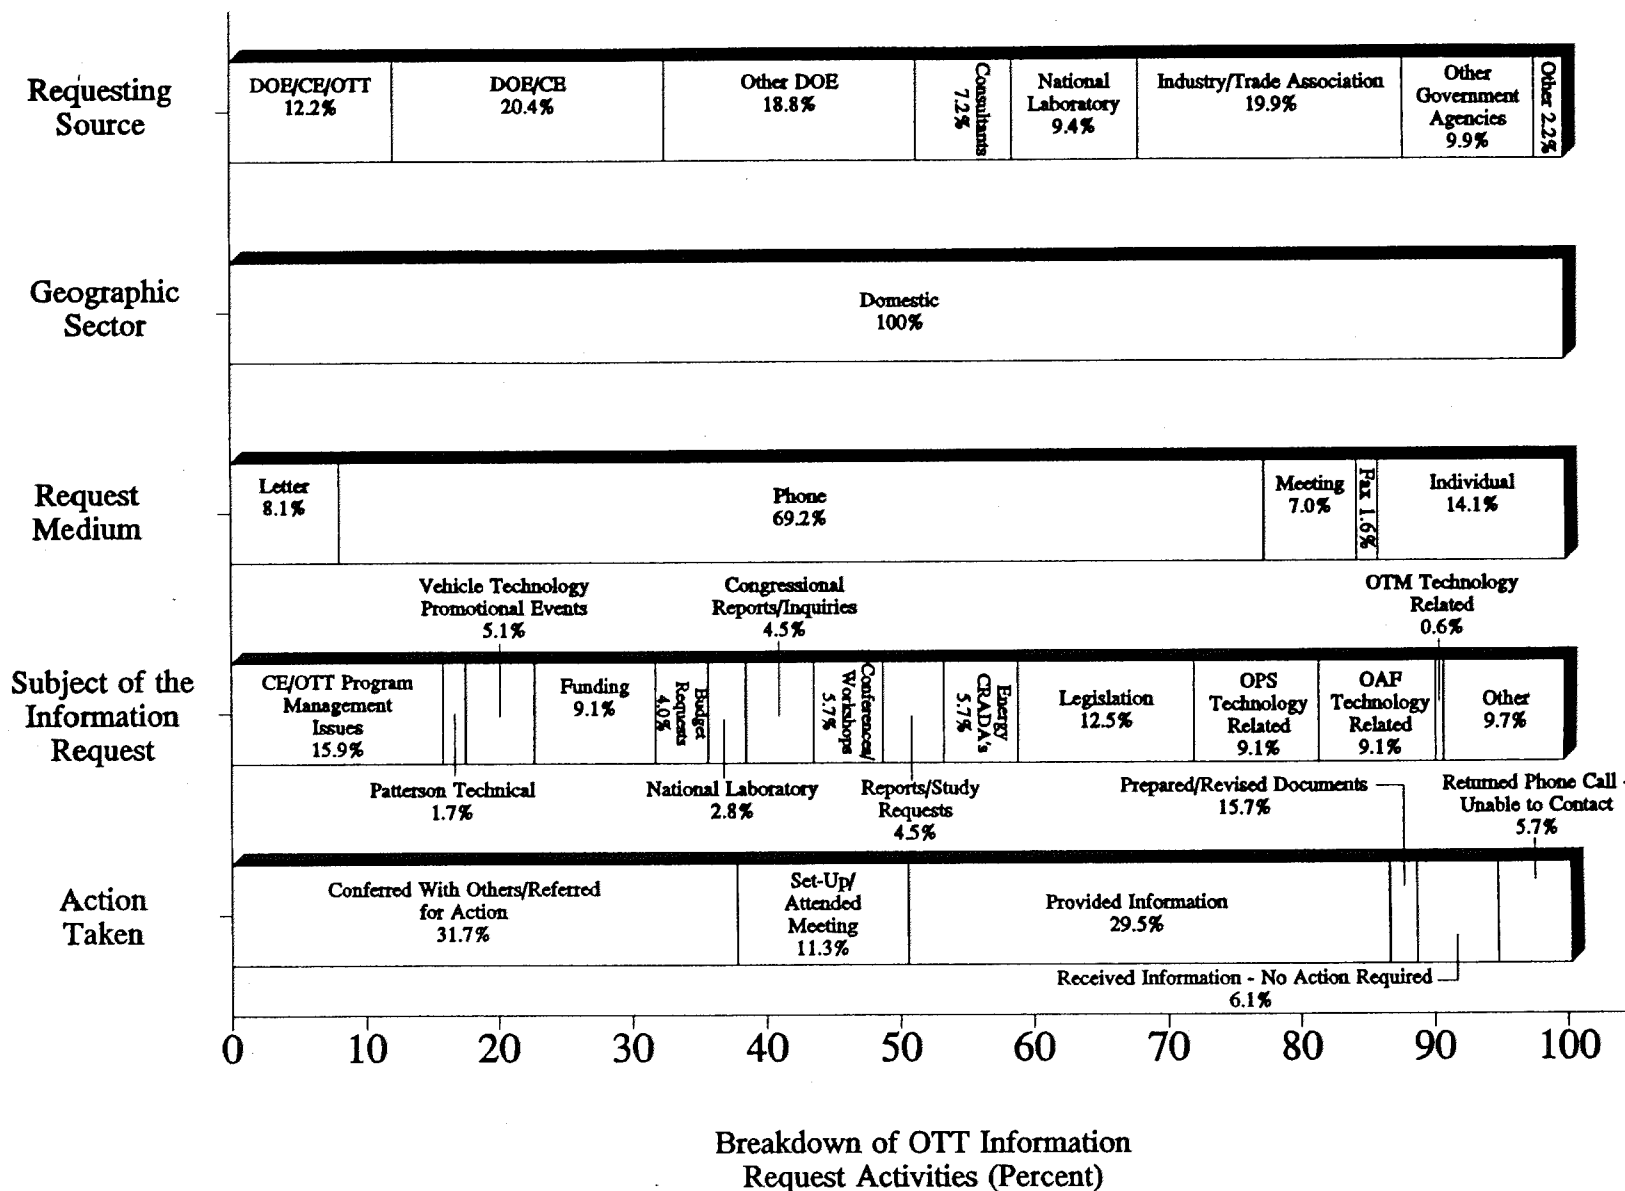 Requesting
Source
DOE/CE/OTT
12.2%
DOE/CE
20.4%
Other DOE
18.8%
Consultants
7.2%
National
Laboratory
9.4%
Industry/Trade Association
19.9%
Other
Government
Agencies
9.9%
Other 2.2%
Geographic
Sector
Domestic
100%
Request
Medium
Letter
8.1%
Phone
69.2%
Meeting
7.0%
Fax 1.6%
Individual
14.1%
Vehicle Technology
Promotional Events
5.1%
Congressional
Reports/Inquiries
4.5%
OTM Technology
Related
0.6%
Subject of the
Information
Request
CE/OTT Program
Management
Issues
15.9%
Funding
9.1%
Budget
Requests
4.0%
Conferences/
Workshops
5.7%
Energy
CRADA's
5.7%
Legislation
12.5%
OPS
Technology
Related
9.1%
OAF
Technology
Related
9.1%
Other
9.7%
Patterson Technical
1.7%
National Laboratory
2.8%
Reports/Study
Requests
4.5%
Prepared/Revised Documents
15.7%
Returned Phone Call -
Unable to Contact
5.7%
Action
Taken
Conferred With Others/Referred
for Action
31.7%
Set-Up/
Attended
Meeting
11.3%
Provided Information
29.5%
Received Information - No Action Required
6.1%
0 10 20 30 40 50 60 70 80 90 100
Breakdown of OTT Information
Request Activities (Percent)